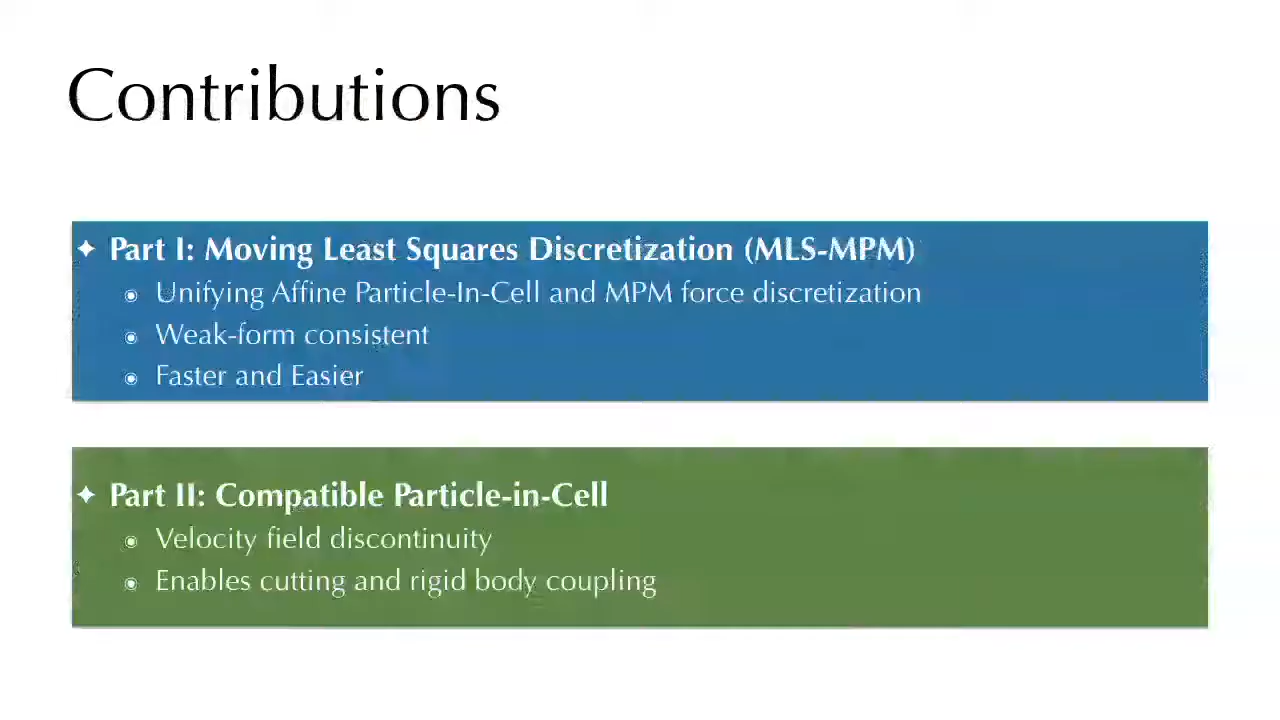 Contributions
✦ Part I: Moving Least Squares Discretization (MLS-MPM)
◉ Unifying Affine Particle-In-Cell and MPM force discretization
◉ Weak-form consistent
◉ Faster and Easier
✦ Part II: Compatible Particle-in-Cell
◉ Velocity field discontinuity
◉ Enables cutting and rigid body coupling